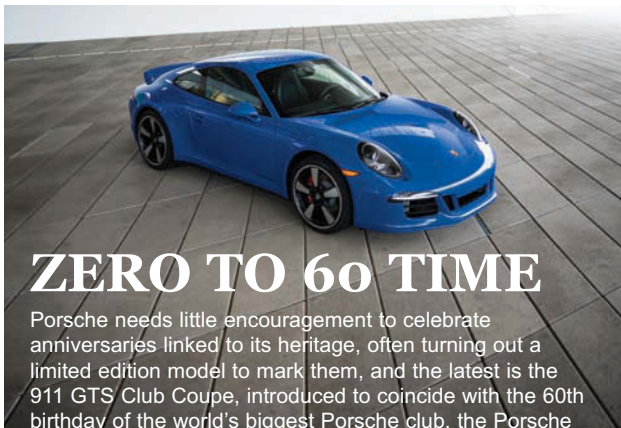 ZERO TO 60 TIME
Porsche needs little encouragement to celebrate
anniversaries linked to its heritage, often turning out a
limited edition model to mark them, and the latest is the
911 GTS Club Coupe, introduced to coincide with the 60th
birthday of the world's biggest Porsche club, the Porsche